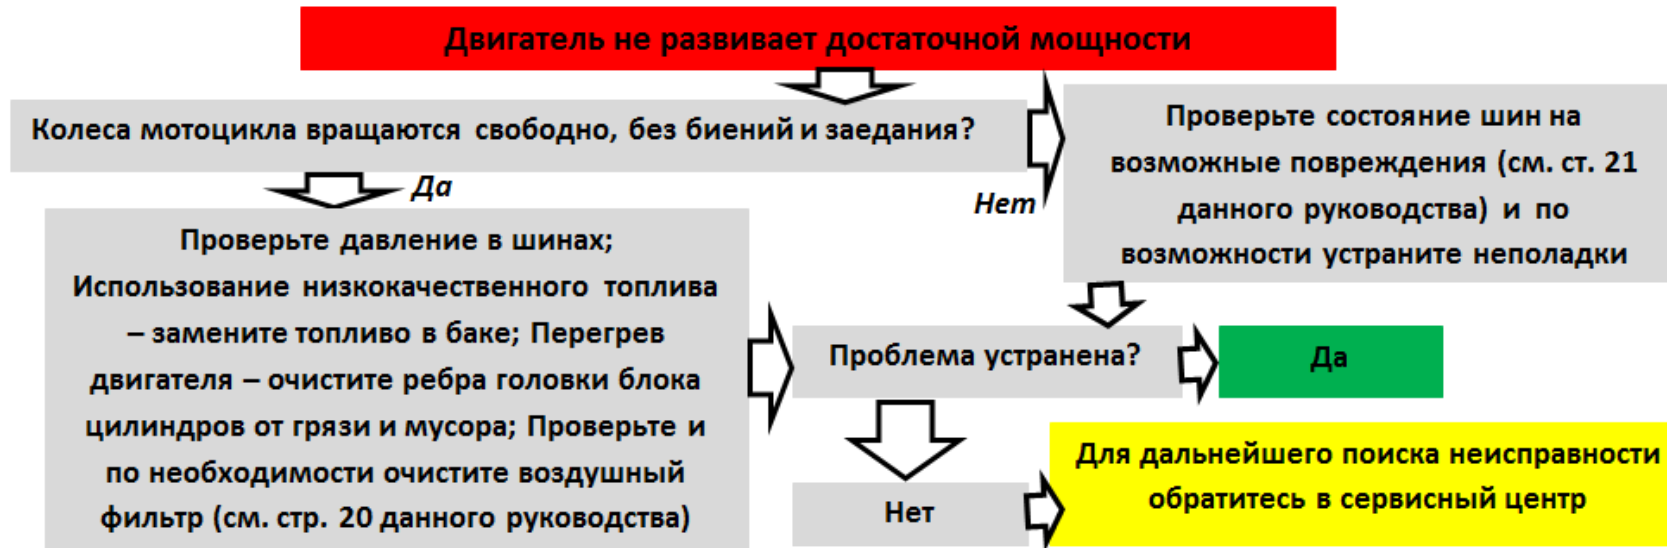 Двигатель не развивает достаточной мощности
Колеса мотоцикла вращаются свободно, без биений и заедания?
Да
Нет
Проверьте состояние шин на
возможные повреждения (см. ст. 21
данного руководства) и по
возможности устраните неполадки
Проверьте давление в шинах;
Использование низкокачественного топлива
– замените топливо в баке; Перегрев
двигателя – очистите ребра головки блока
цилиндров от грязи и мусора; Проверьте и
по необходимости очистите воздушный
фильтр (см. стр. 20 данного руководства)
Проблема устранена?
Да
Нет
Для дальнейшего поиска неисправности
обратитесь в сервисный центр